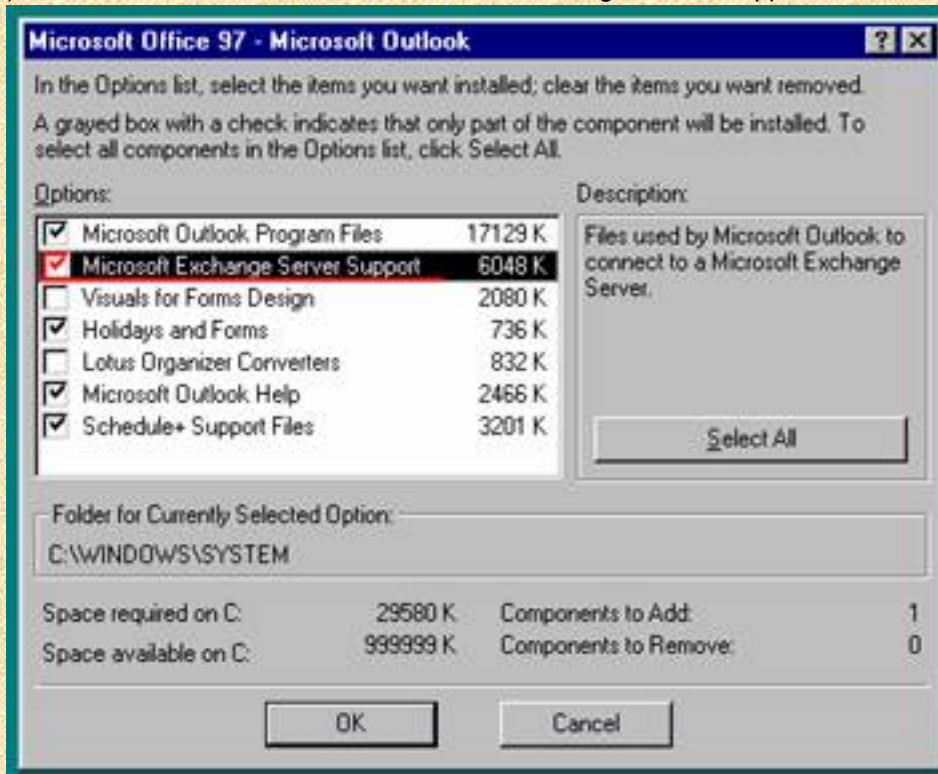 Microsoft Office 97 - Microsoft Outlook
In the Options list, select the items you want installed; clear the items you want removed.
A grayed box with a check indicates that only part of the component will be installed. To
select all components in the Options list, click Select All.
Options:
Microsoft Outlook Program Files 17129 K
Microsoft Exchange Server Support 6048 K
Visuals for Forms Design 2080 K
Holidays and Forms 736 K
Lotus Organizer Converters 832 K
Microsoft Outlook Help 2466 K
Schedule+ Support Files 3201 K
Description:
Files used by Microsoft Outlook to
connect to a Microsoft Exchange
Server.
Select All
Folder for Currently Selected Option:
C:\WINDOWS\SYSTEM
Space required on C: 29580 K Components to Add: 1
Space available on C: 999999 K Components to Remove: 0
OK Cancel